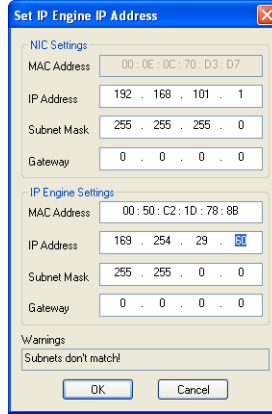 Set IP Engine IP Address
NIC Settings
MAC Address 00 : 0E : 0C : 70 : D3 : D7
IP Address 192 . 168 . 101 . 1
Subnet Mask 255 . 255 . 255 . 0
Gateway 0 . 0 . 0 . 0
IP Engine Settings
MAC Address 00 : 50 : C2 : 1D : 78 : 8B
IP Address 169 . 254 . 29 . 60
Subnet Mask 255 . 255 . 0 . 0
Gateway 0 . 0 . 0 . 0
Warnings
Subnets don't match!
OK Cancel